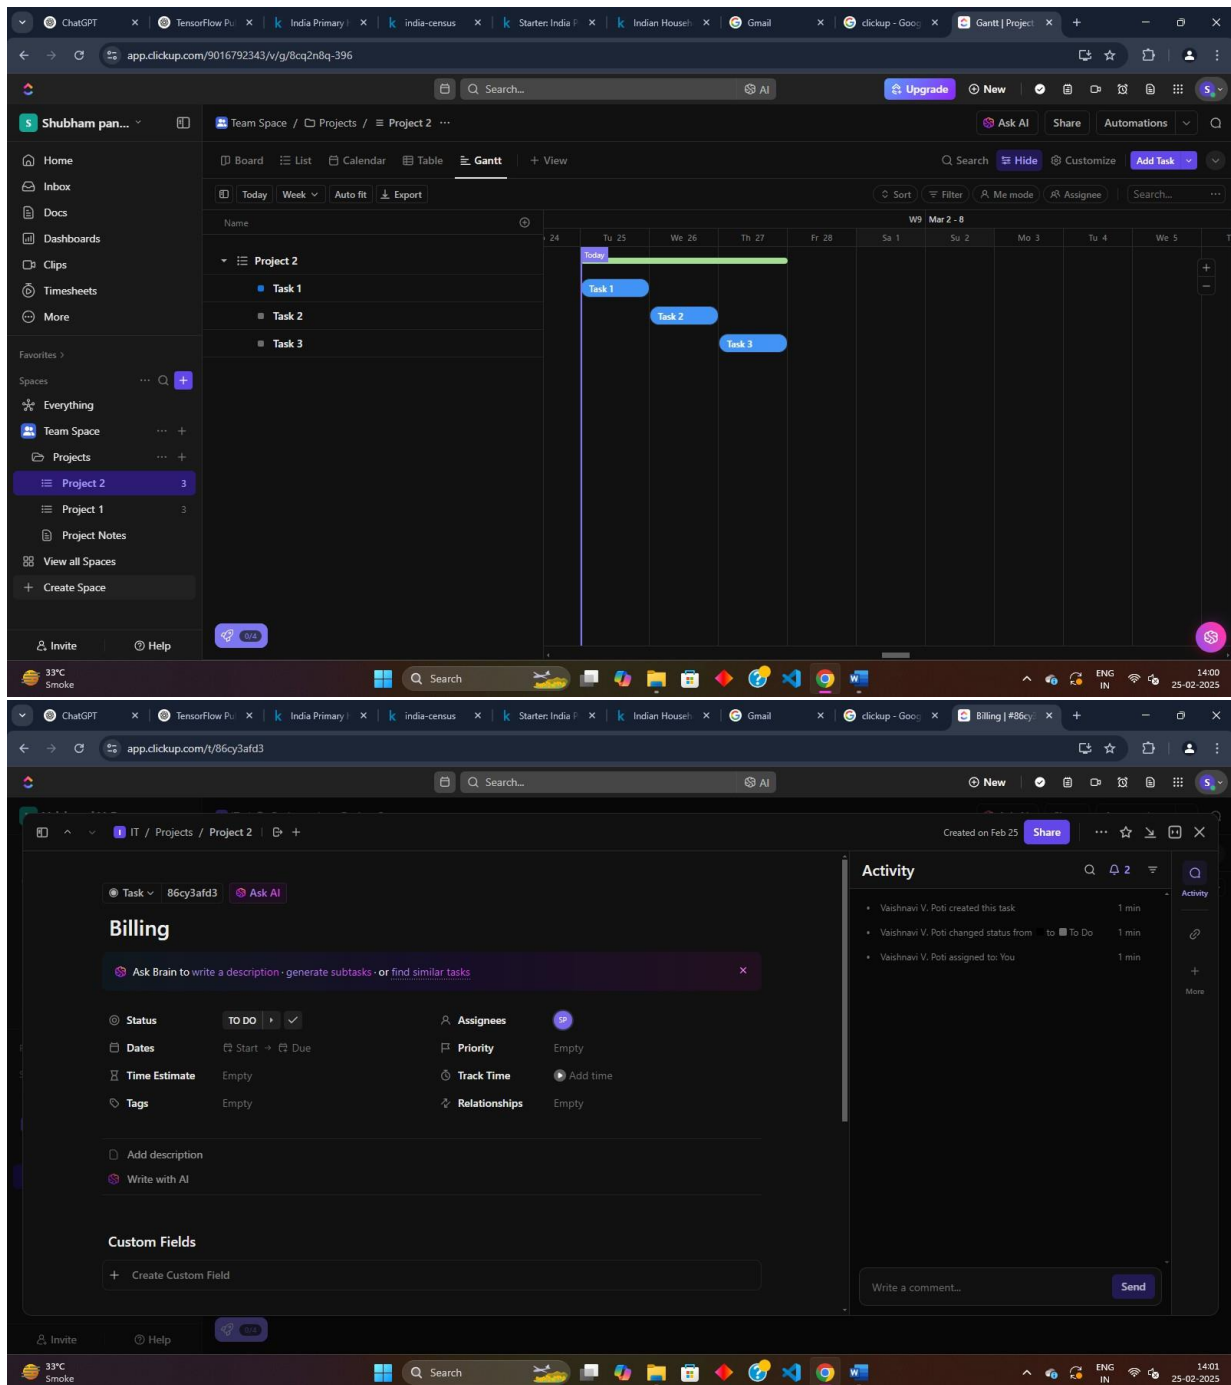 ChatGPT
TensorFlow Pu
India Primary
india-census
Starter: India P
Indian Househ
Gmail
clickup - Goog
Gantt | Project
app.clickup.com/9016792343/v/g/8cq2n8q-396
Search...
AI
Upgrade
New
S
S Shubham pan...
Team Space / Projects / Project 2 ...
Ask AI
Share
Automations
Home
Board List Calendar Table Gantt + View
Search Hide Customize Add Task
Inbox
Today Week Auto fit Export
Sort Filter Me mode Assignee Search...
Docs
Name
W9 Mar 2 - 8
Dashboards
24 Tu 25 We 26 Th 27 Fr 28 Sa 1 Su 2 Mo 3 Tu 4 We 5
Clips
Project 2
Today
Timesheets
Task 1
Task 1
More
Task 2
Task 2
Task 3
Task 3
Favorites >
Spaces
Everything
Team Space
Projects
Project 2 3
Project 1 3
Project Notes
View all Spaces
+ Create Space
Invite
Help
0/4
33°C
Smoke
Search
ENG
IN
14:00
25-02-2025
ChatGPT
TensorFlow Pu
India Primary
india-census
Starter: India P
Indian Househ
Gmail
clickup - Goog
Billing | #86cy
app.clickup.com/t/86cy3afd3
Search...
AI
New
S
I IT / Projects / Project 2
Created on Feb 25
Share
Task
86cy3afd3
Ask AI
Billing
Ask Brain to write a description · generate subtasks · or find similar tasks
Status TO DO
Assignees SP
Dates Start → Due
Priority Empty
Time Estimate Empty
Track Time Add time
Tags Empty
Relationships Empty
Add description
Write with AI
Custom Fields
+ Create Custom Field
Activity
2
Vaishnavi V. Poti created this task 1 min
Vaishnavi V. Poti changed status from to To Do 1 min
Vaishnavi V. Poti assigned to: You 1 min
Activity
More
Write a comment...
Send
Invite
Help
0/4
33°C
Smoke
Search
ENG
IN
14:01
25-02-2025